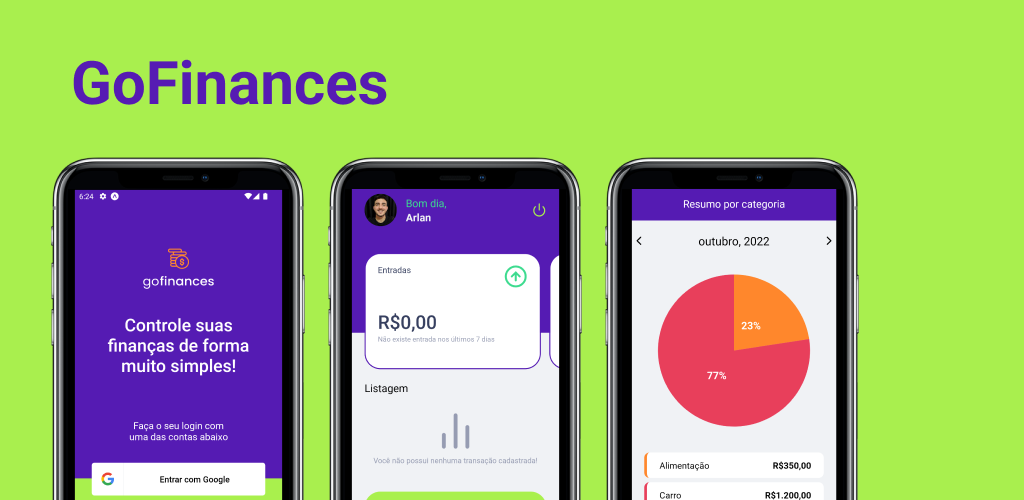 GoFinances
6:24
gofinances
Controle suas
finanças de forma
muito simples!
Faça o seu login com
uma das contas abaixo
Entrar com Google
Bom dia,
Arlan
Entradas
R$0,00
Não existe entrada nos últimos 7 dias
Listagem
Você não possui nenhuma transação cadastrada!
Resumo por categoria
outubro, 2022
23%
77%
Alimentação R$350,00
Carro R$1.200,00